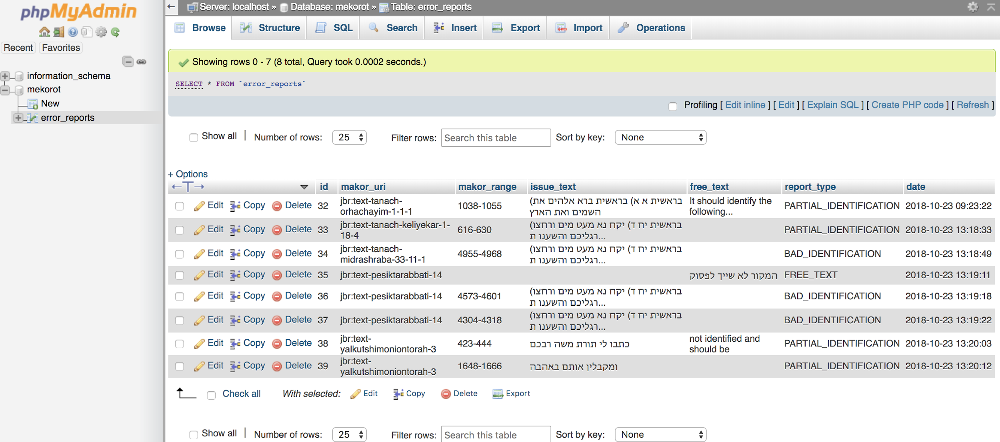 phpMyAdmin
Recent Favorites
information_schema
mekorot
New
error_reports
Server: localhost » Database: mekorot » Table: error_reports
Browse Structure SQL Search Insert Export Import Operations
Showing rows 0 - 7 (8 total, Query took 0.0002 seconds.)
SELECT * FROM `error_reports`
Profiling [ Edit inline ] [ Edit ] [ Explain SQL ] [ Create PHP code ] [ Refresh ]
Show all | Number of rows: 25 Filter rows: Search this table Sort by key: None
+ Options
←T→ id makor_uri makor_range issue_text free_text report_type date
Edit Copy Delete 32 jbr:text-tanach- 1038-1055 (בראשית א א) בראשית ברא אלהים את It should identify the PARTIAL_IDENTIFICATION 2018-10-23 09:23:22
orhachayim-1-1-1 השמים ואת הארץ following...
Edit Copy Delete 33 jbr:text-tanach-keliyekar-1- 616-630 (בראשית יח ד) יקח נא מעט מים ורחצו PARTIAL_IDENTIFICATION 2018-10-23 13:18:33
18-4 רגליכם והשענו ת...
Edit Copy Delete 34 jbr:text-tanach- 4955-4968 (בראשית יח ד) יקח נא מעט מים ורחצו BAD_IDENTIFICATION 2018-10-23 13:18:49
midrashraba-33-11-1 רגליכם והשענו ת...
Edit Copy Delete 35 jbr:text-pesiktarabbati-14 המקור לא שייך לפסוק FREE_TEXT 2018-10-23 13:19:11
Edit Copy Delete 36 jbr:text-pesiktarabbati-14 4573-4601 (בראשית יח ד) יקח נא מעט מים ורחצו BAD_IDENTIFICATION 2018-10-23 13:19:18
רגליכם והשענו ת...
Edit Copy Delete 37 jbr:text-pesiktarabbati-14 4304-4318 (בראשית יח ד) יקח נא מעט מים ורחצו BAD_IDENTIFICATION 2018-10-23 13:19:22
רגליכם והשענו ת...
Edit Copy Delete 38 jbr:text- 423-444 כתבו לי תורת משה רבכם not identified and PARTIAL_IDENTIFICATION 2018-10-23 13:20:03
yalkutshimoniontorah-3 should be
Edit Copy Delete 39 jbr:text- 1648-1666 ומקבלין אותם באהבה PARTIAL_IDENTIFICATION 2018-10-23 13:20:12
yalkutshimoniontorah-3
Check all With selected: Edit Copy Delete Export
Show all | Number of rows: 25 Filter rows: Search this table Sort by key: None